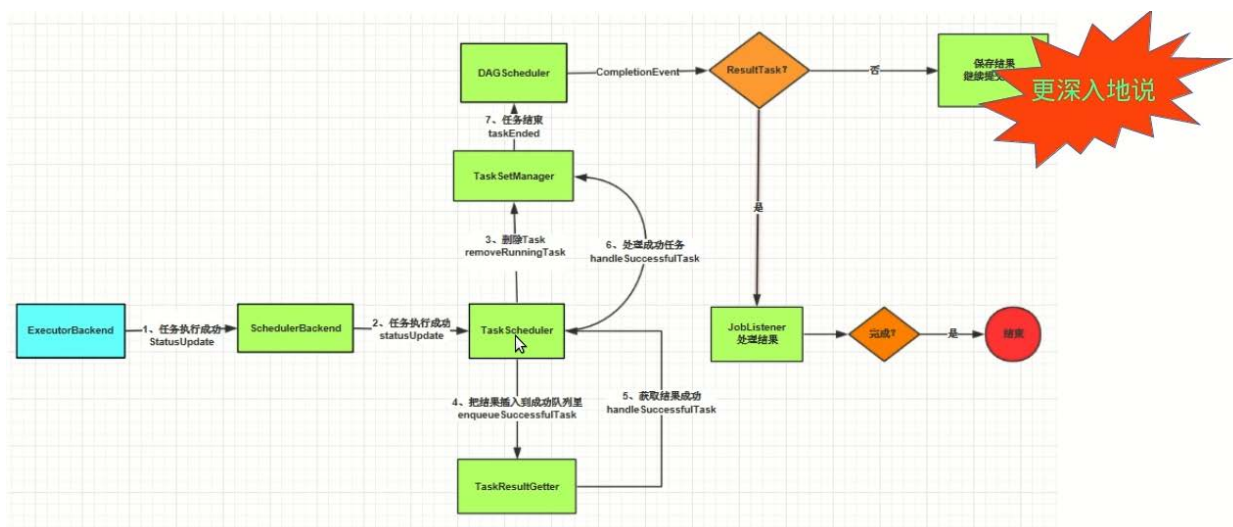 DAGScheduler
CompletionEvent
ResultTask?
否
保存结果
继续提交
更深入地说
7、任务结束
taskEnded
TaskSetManager
是
3、删除Task
removeRunningTask
6、处理成功任务
handleSuccessfulTask
ExecutorBackend
1、任务执行成功
StatusUpdate
SchedulerBackend
2、任务执行成功
statusUpdate
TaskScheduler
JobListener
处理结果
完成?
是
结束
4、把结果插入到成功队列里
enqueueSuccessfulTask
5、获取结果成功
handleSuccessfulTask
TaskResultGetter